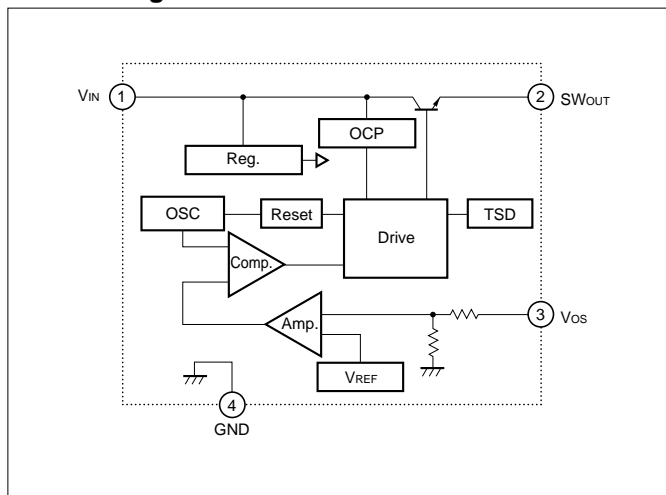 VIN
1
2
SWOUT
OCP
Reg.
OSC
Reset
Drive
TSD
Comp.
Amp.
3
VOS
VREF
4
GND